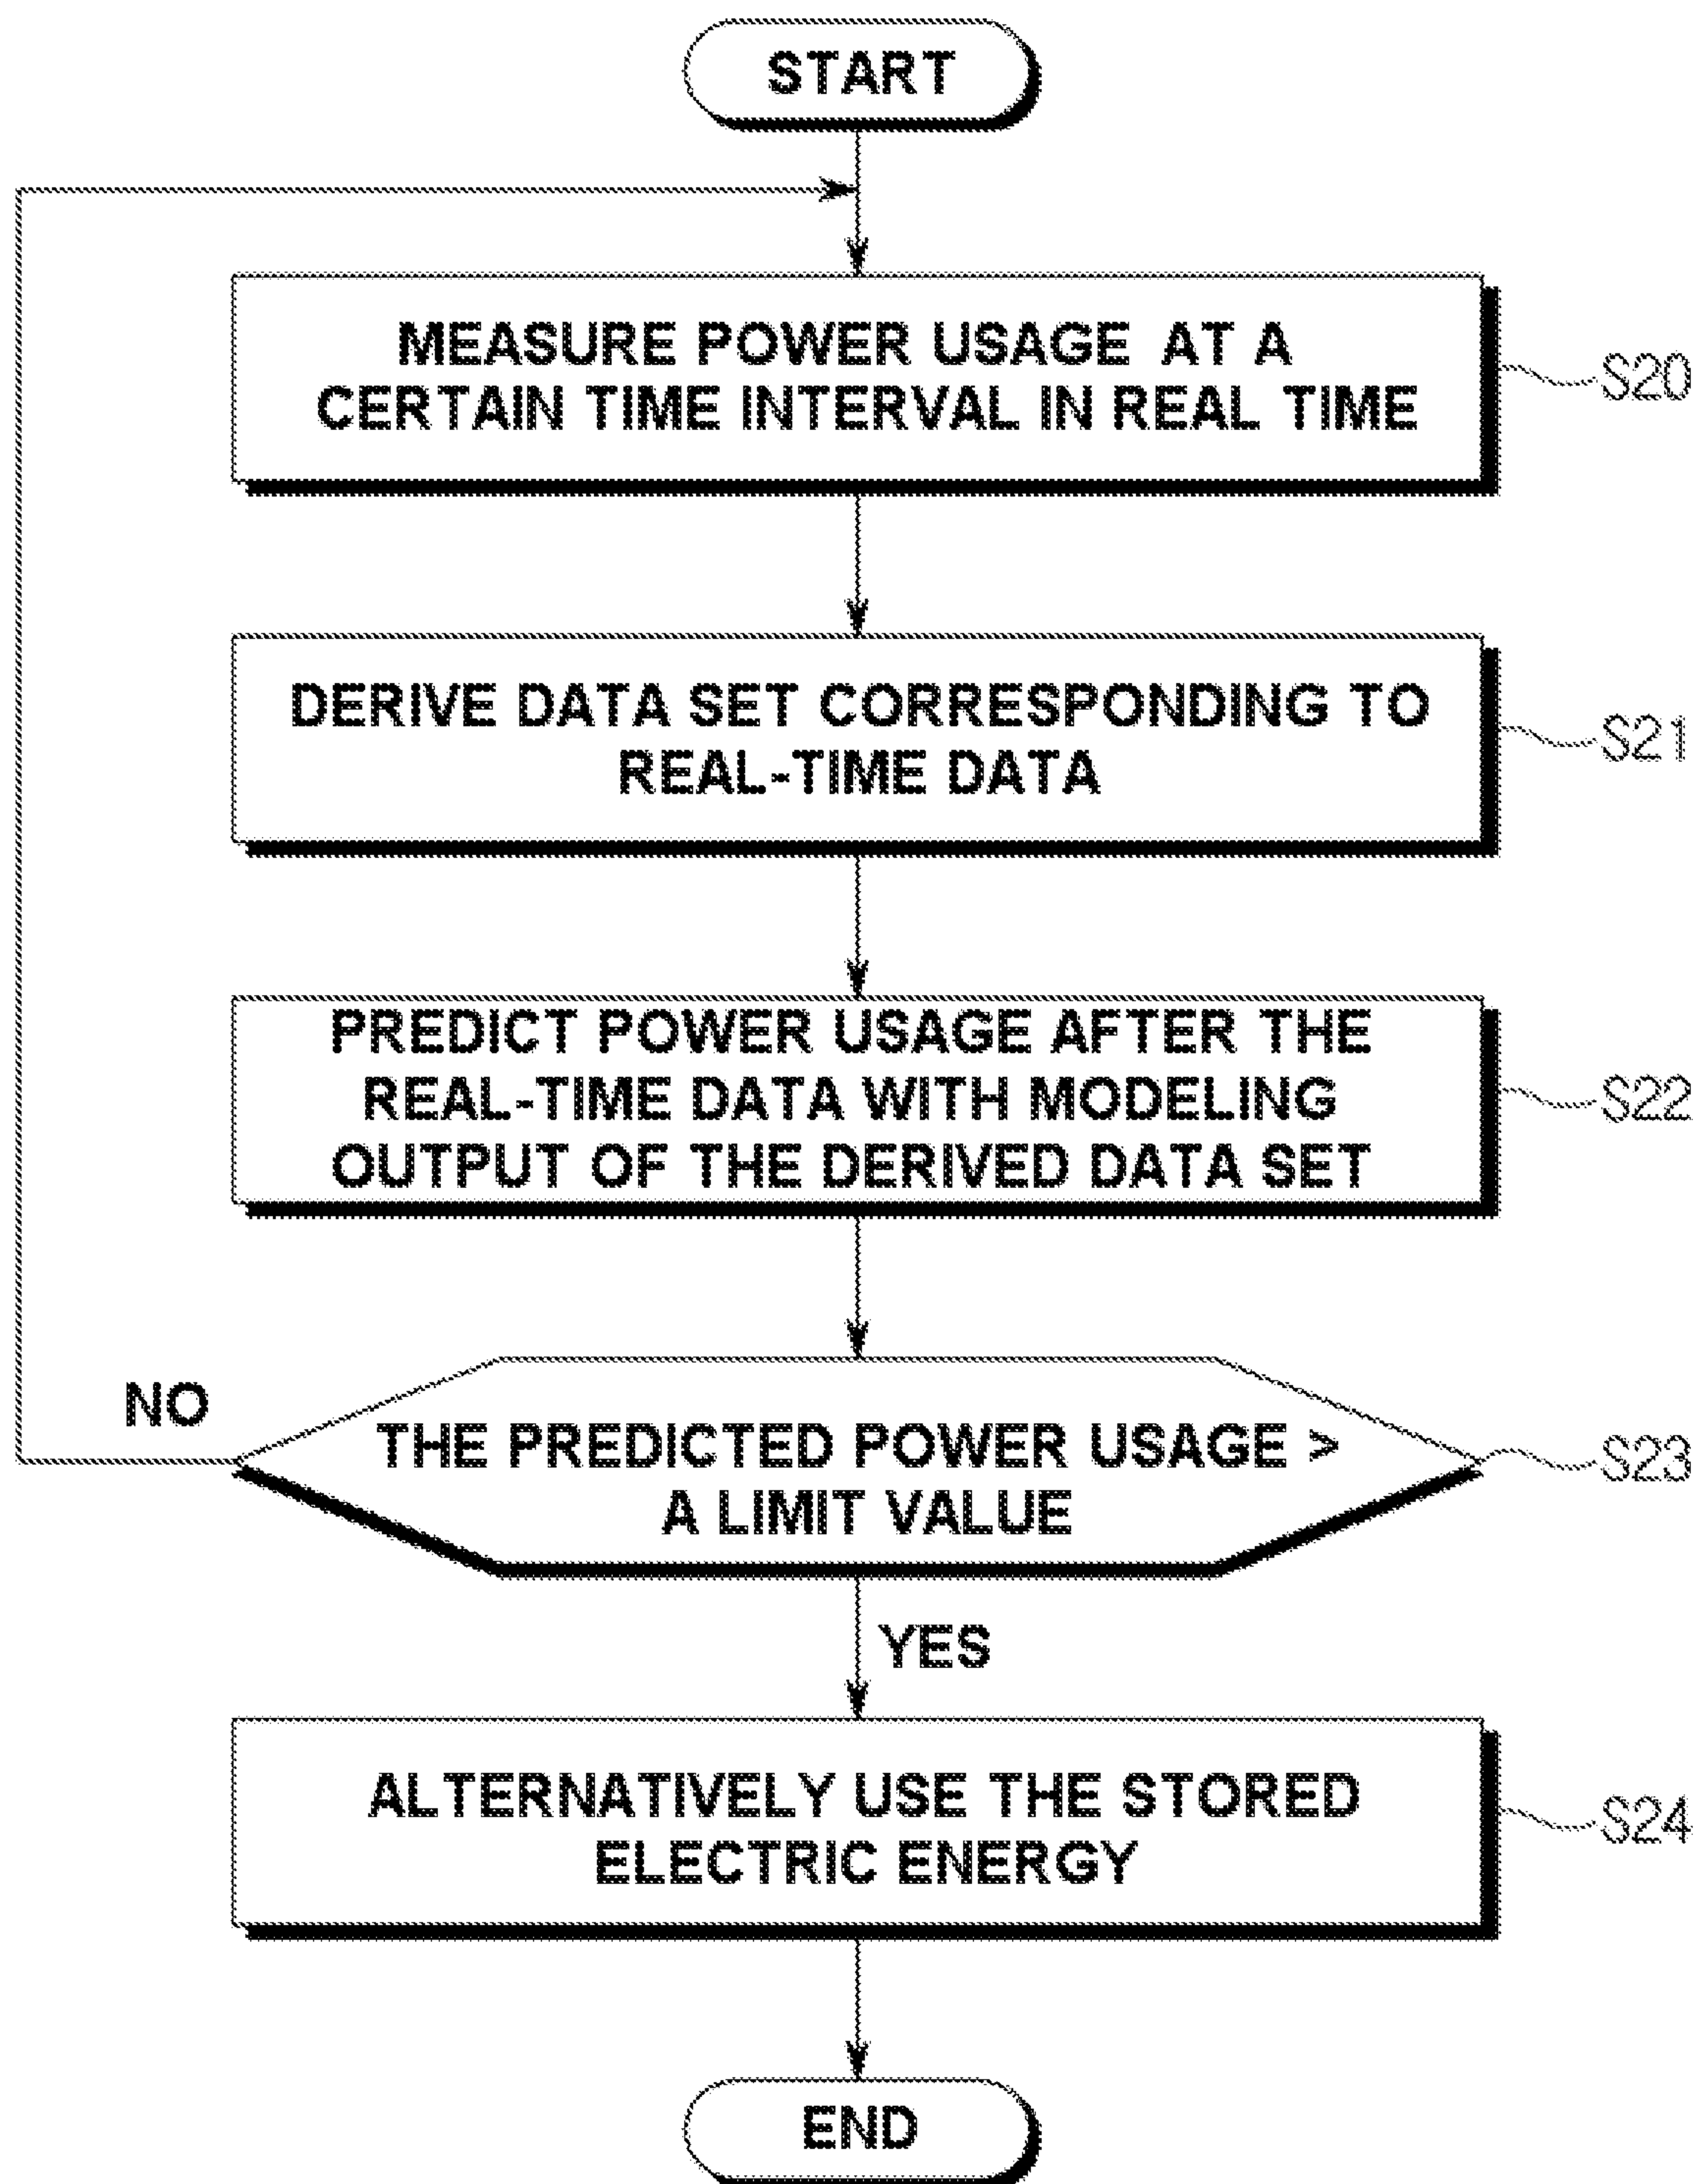 START
MEASURE POWER USAGE AT A
CERTAIN TIME INTERVAL IN REAL TIME
S20
DERIVE DATA SET CORRESPONDING TO
REAL-TIME DATA
S21
PREDICT POWER USAGE AFTER THE
REAL-TIME DATA WITH MODELING
OUTPUT OF THE DERIVED DATA SET
S22
NO
THE PREDICTED POWER USAGE >
A LIMIT VALUE
S23
YES
ALTERNATIVELY USE THE STORED
ELECTRIC ENERGY
S24
END